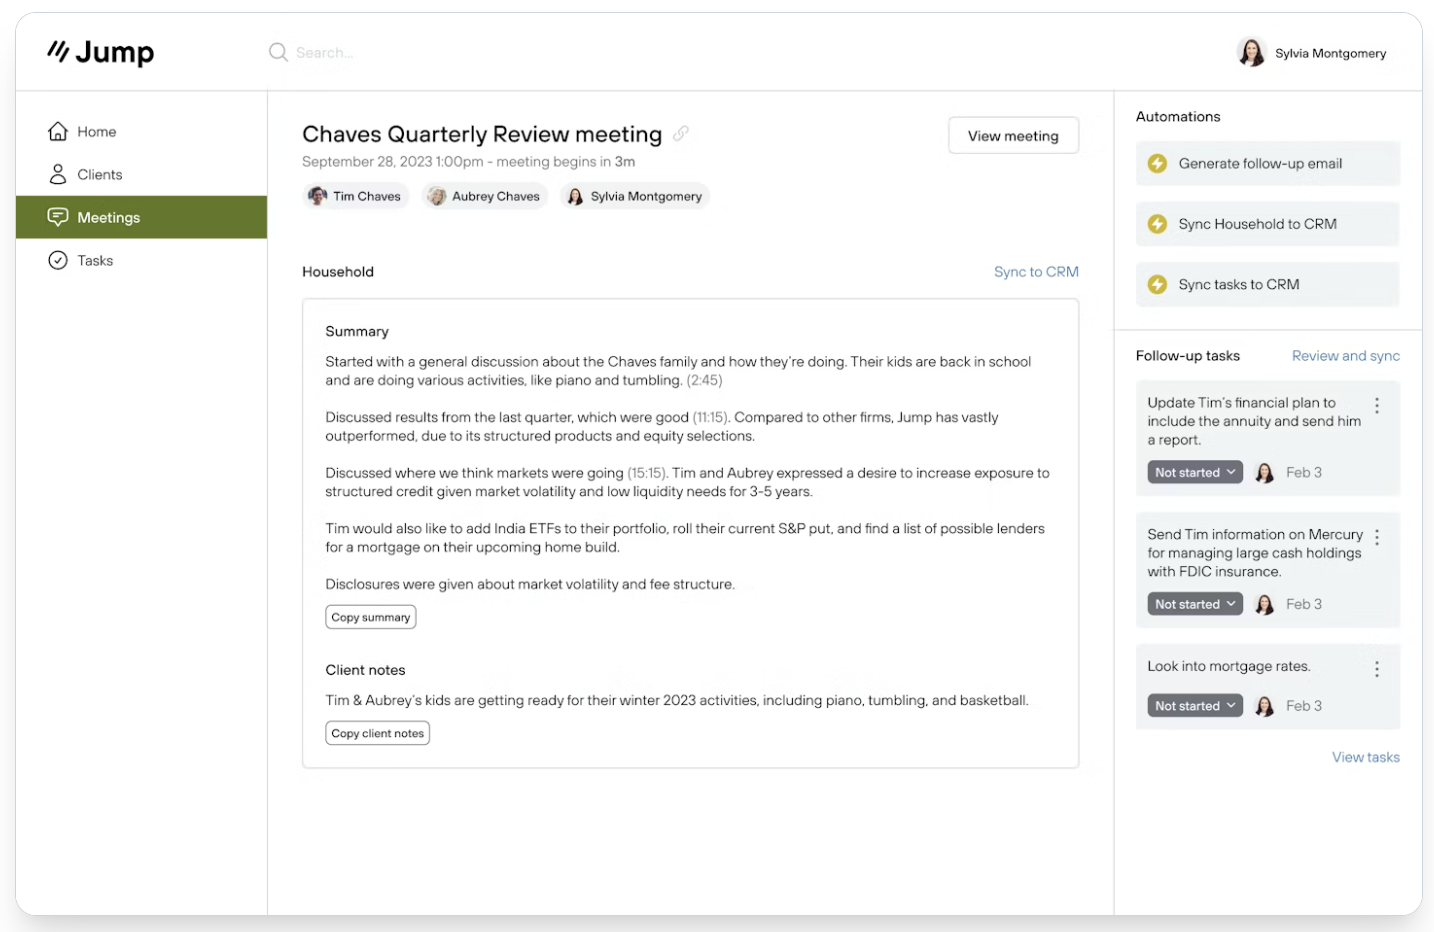 Jump
Search...
Sylvia Montgomery
Home
Clients
Meetings
Tasks
Chaves Quarterly Review meeting
September 28, 2023 1:00pm - meeting begins in 3m
Tim Chaves
Aubrey Chaves
Sylvia Montgomery
View meeting
Household
Sync to CRM
Summary
Started with a general discussion about the Chaves family and how they're doing. Their kids are back in school
and are doing various activities, like piano and tumbling. (2:45)
Discussed results from the last quarter, which were good (11:15). Compared to other firms, Jump has vastly
outperformed, due to its structured products and equity selections.
Discussed where we think markets were going (15:15). Tim and Aubrey expressed a desire to increase exposure to
structured credit given market volatility and low liquidity needs for 3-5 years.
Tim would also like to add India ETFs to their portfolio, roll their current S&P put, and find a list of possible lenders
for a mortgage on their upcoming home build.
Disclosures were given about market volatility and fee structure.
Copy summary
Client notes
Tim & Aubrey's kids are getting ready for their winter 2023 activities, including piano, tumbling, and basketball.
Copy client notes
Automations
Generate follow-up email
Sync Household to CRM
Sync tasks to CRM
Follow-up tasks
Review and sync
Update Tim's financial plan to
include the annuity and send him
a report.
Not started
Feb 3
Send Tim information on Mercury
for managing large cash holdings
with FDIC insurance.
Not started
Feb 3
Look into mortgage rates.
Not started
Feb 3
View tasks